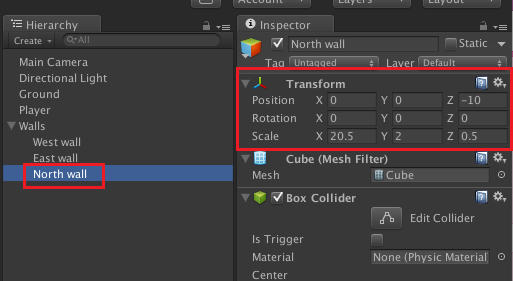 Account
Layers
Layout
Hierarchy
Create
All
Main Camera
Directional Light
Ground
Player
Walls
West wall
East wall
North wall
Inspector
North wall Static
Tag Untagged Layer Default
Transform
Position X 0 Y 0 Z -10
Rotation X 0 Y 0 Z 0
Scale X 20.5 Y 2 Z 0.5
Cube (Mesh Filter)
Mesh Cube
Box Collider
Edit Collider
Is Trigger
Material None (Physic Material
Center